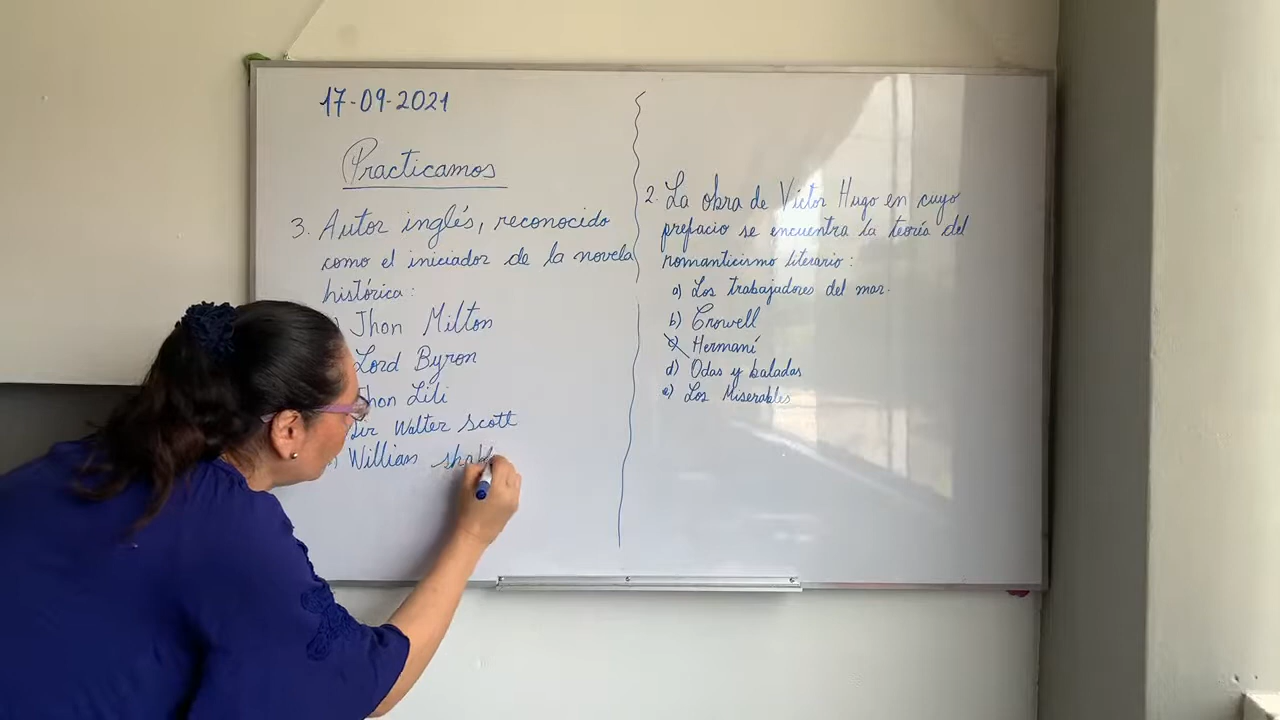 17-09-2021
Practicamos
3. Autor inglés, reconocido
como el iniciador de la novela
histórica:
) Jhon Milton
Lord Byron
Jhon Lili
Sir Walter Scott
) Willian
2. La obra de Victor Hugo en cuyo
prefacio se encuentra la teoría del
romanticismo literario:
a) Los trabajadores del mar.
b) Crowell
c) Hermaní
d) Odas y baladas
e) Los Miserables